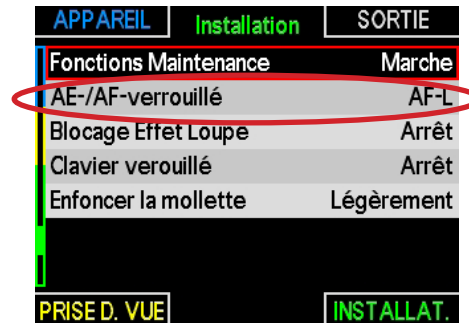 APPAREIL Installation SORTIE
Fonctions Maintenance Marche
AE-/AF-verrouillé AF-L
Blocage Effet Loupe Arrêt
Clavier verouillé Arrêt
Enfoncer la mollette Légèrement
PRISE D. VUE INSTALLAT.